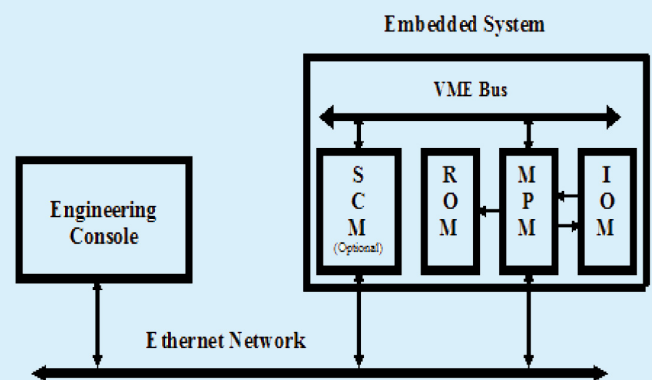 Embedded System
VME Bus
Engineering
Console
S
C
M
(Optional)
R
O
M
M
P
M
I
O
M
Ethernet Network